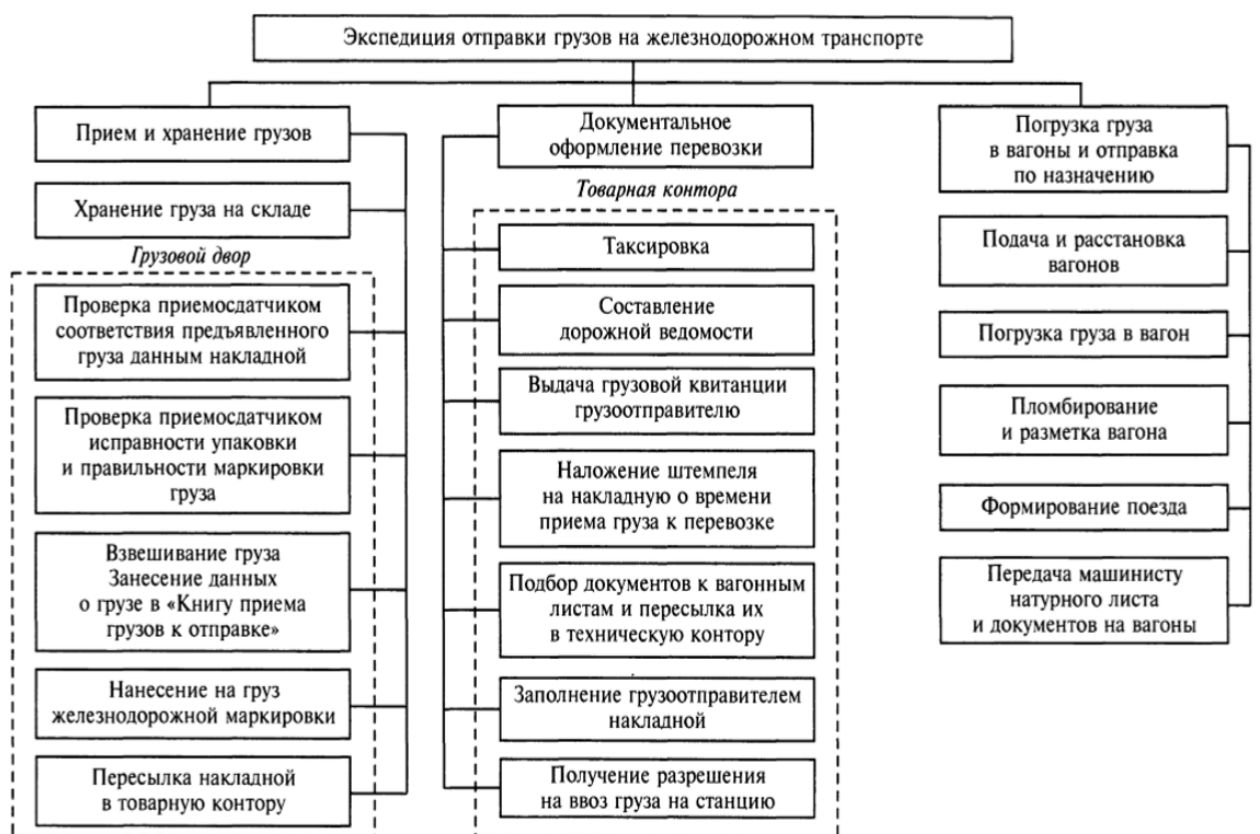 Экспедиция отправки грузов на железнодорожном транспорте
Прием и хранение грузов
Хранение груза на складе
Грузовой двор
Проверка приемосдатчиком
соответствия предъявленного
груза данным накладной
Проверка приемосдатчиком
исправности упаковки
и правильности маркировки
груза
Взвешивание груза
Занесение данных
о грузе в «Книгу приема
грузов к отправке»
Нанесение на груз
железнодорожной маркировки
Пересылка накладной
в товарную контору
Документальное
оформление перевозки
Товарная контора
Таксировка
Составление
дорожной ведомости
Выдача грузовой квитанции
грузоотправителю
Наложение штемпеля
на накладную о времени
приема груза к перевозке
Подбор документов к вагонным
листам и пересылка их
в техническую контору
Заполнение грузоотправителем
накладной
Получение разрешения
на ввоз груза на станцию
Погрузка груза
в вагоны и отправка
по назначению
Подача и расстановка
вагонов
Погрузка груза в вагон
Пломбирование
и разметка вагона
Формирование поезда
Передача машинисту
натурного листа
и документов на вагоны